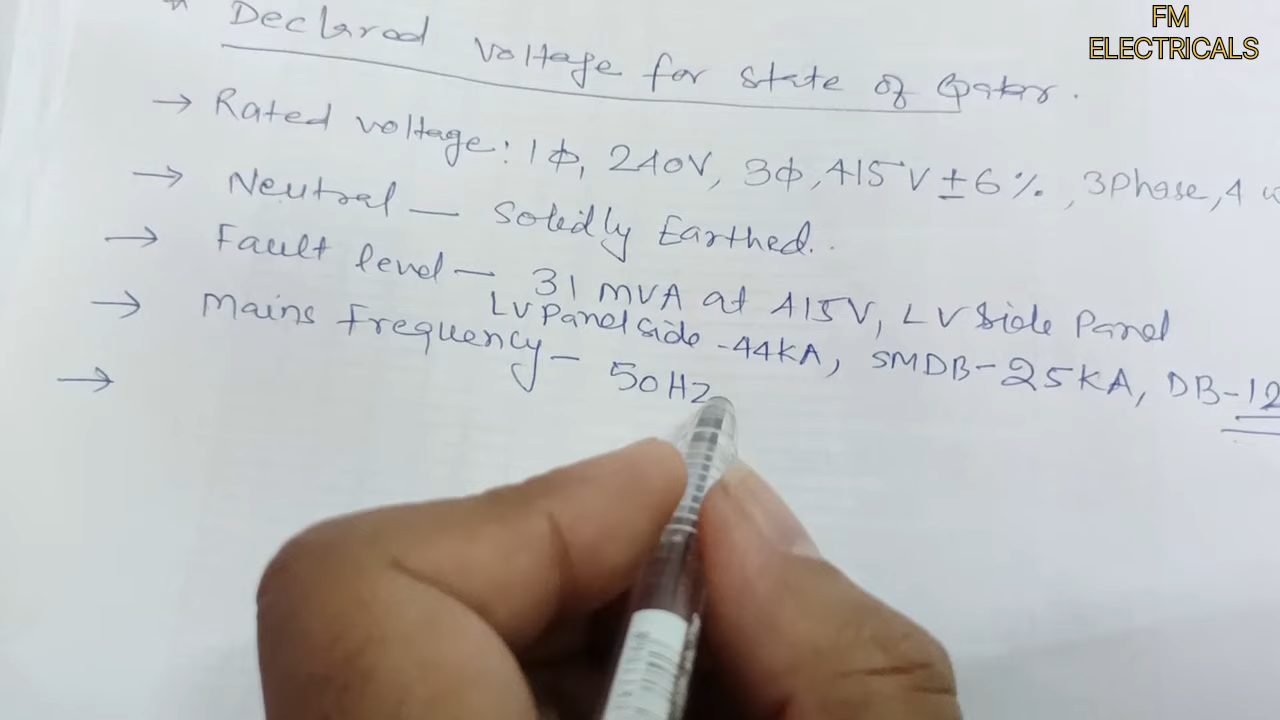 FM
ELECTRICALS
* Declared voltage for state of Qatar.
→ Rated voltage: 1Φ, 240V, 3Φ, 415V ± 6%, 3Phase, 4
→ Neutral — Solidly Earthed..
→ Fault level — 31 MVA at 415V, LV Side Panel
LV Panel side - 44KA, SMDB - 25KA, DB - 12
→ Mains Frequency — 50Hz
→